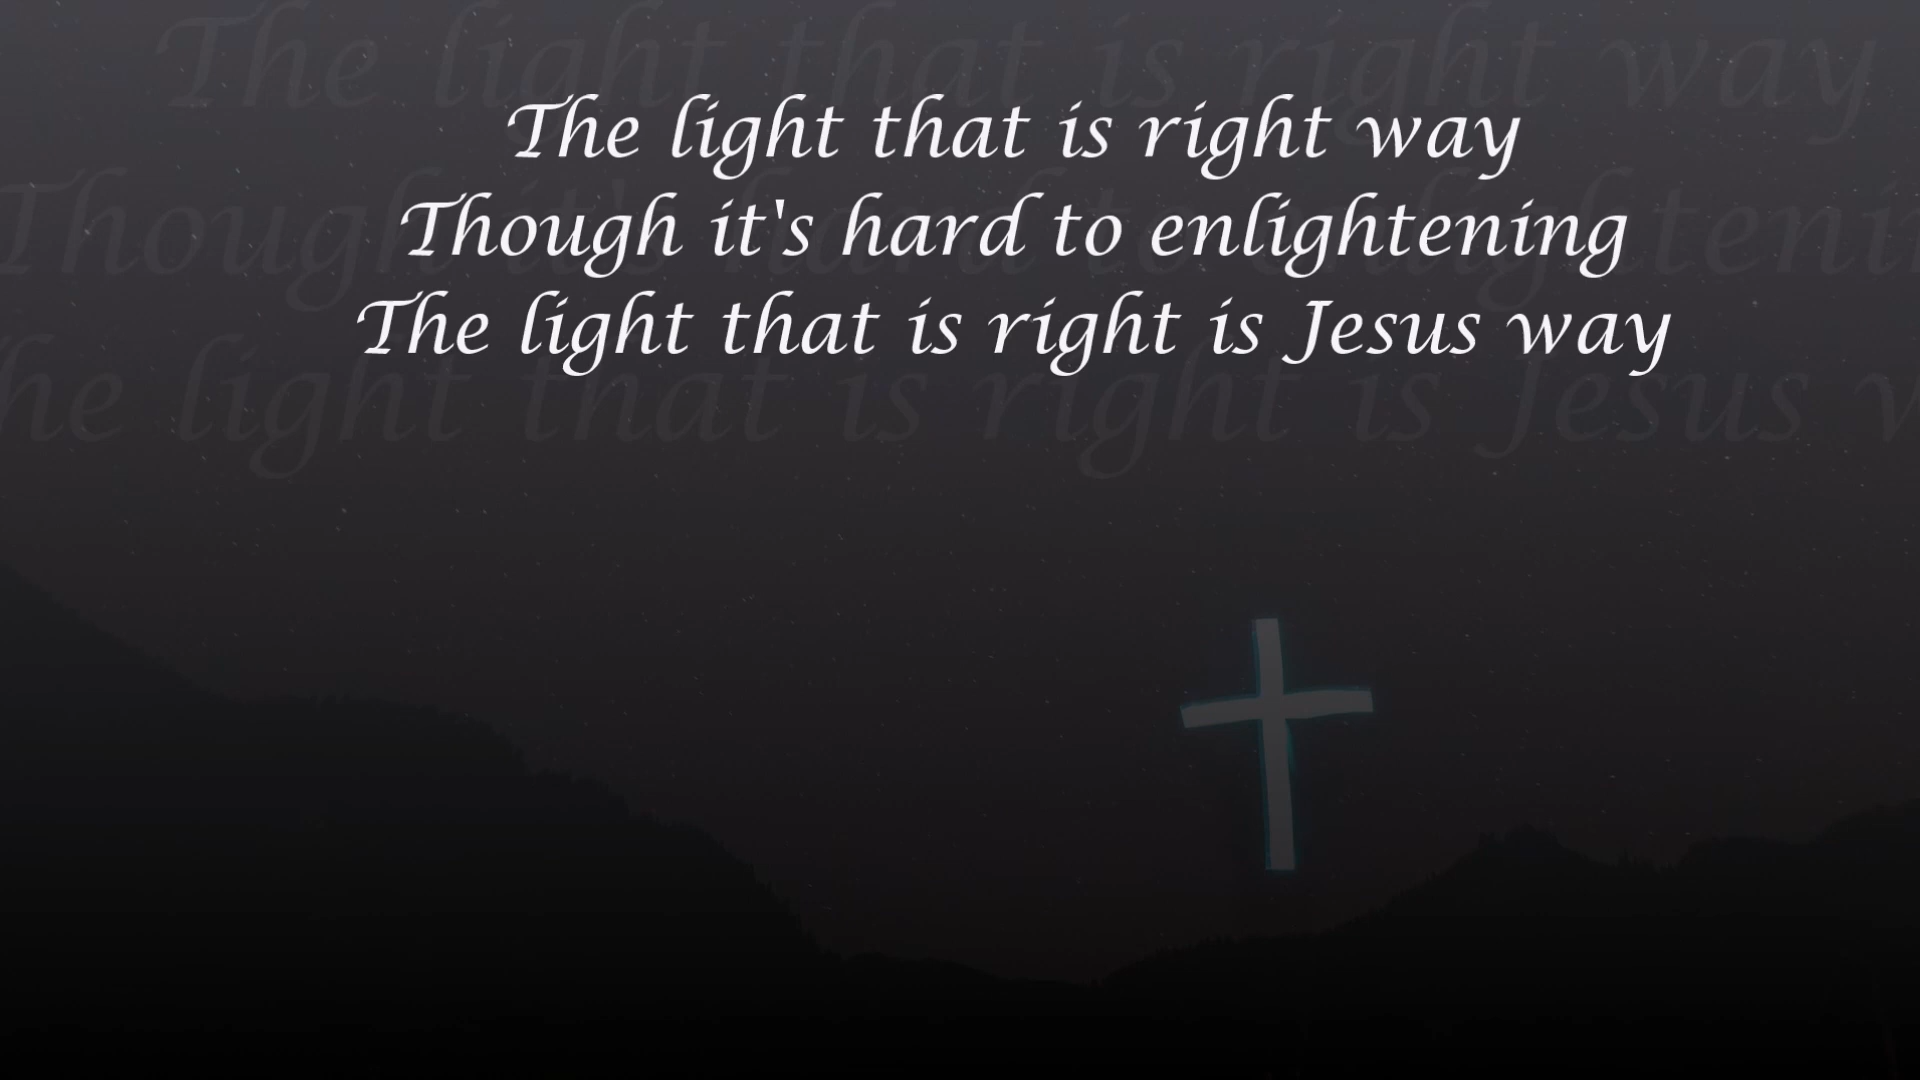 The light that is right way
Though it's hard to enlightening
The light that is right is Jesus way